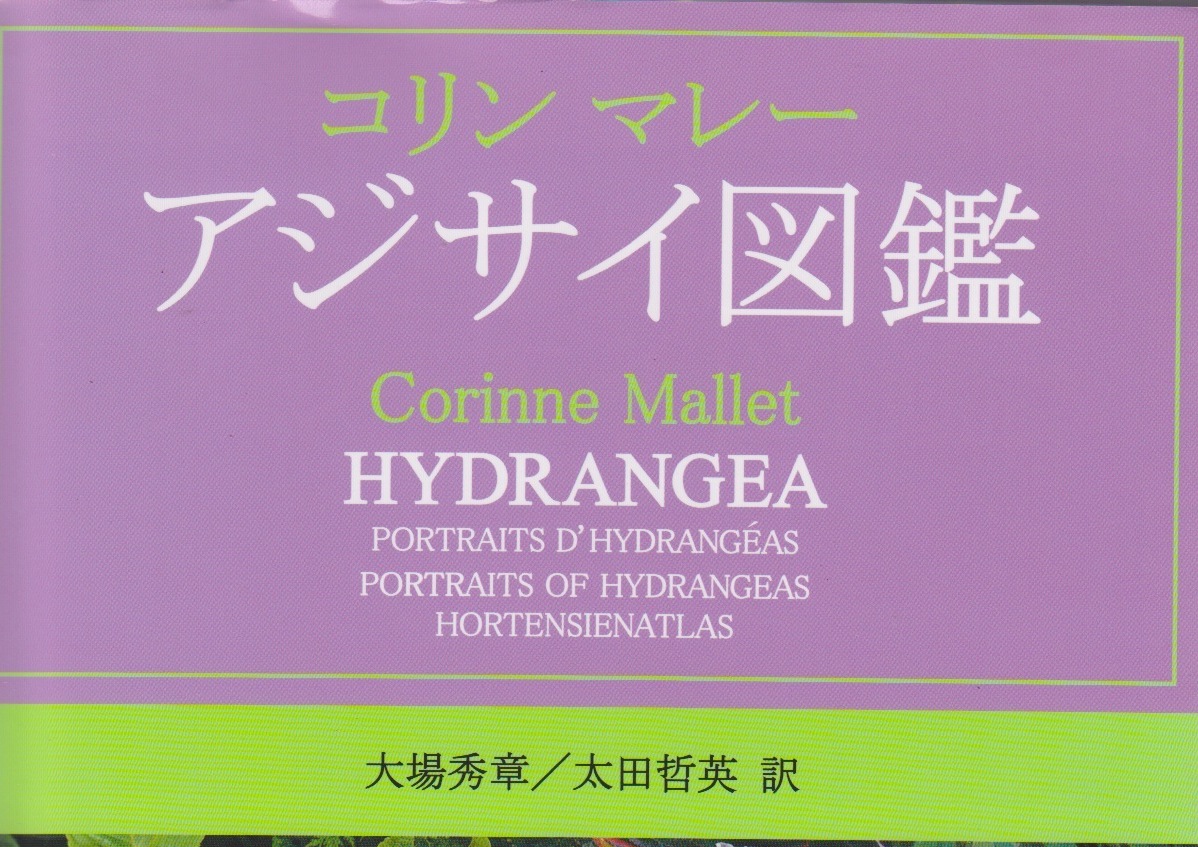 コリン マレー
アジサイ図鑑
Corinne Mallet
HYDRANGEA
PORTRAITS D’HYDRANGÉAS
PORTRAITS OF HYDRANGEAS
HORTENSIENATLAS
大場秀章／太田哲英 訳